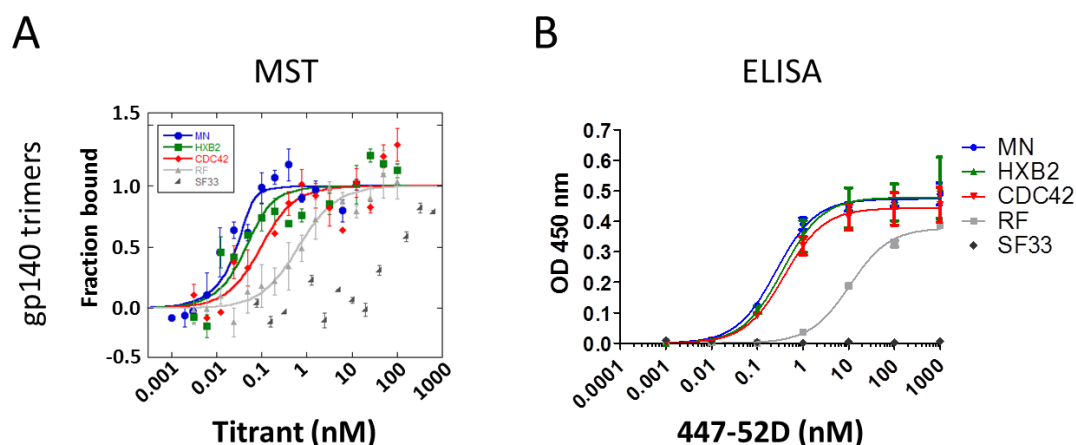 A
MST
gp140 trimers
Fraction bound
1.5
1.0
0.5
0.0
-0.5
MN
HXB2
CDC42
RF
SF33
0.001
0.01
0.1
1
10
100
1000
Titrant (nM)
B
ELISA
OD 450 nm
0.7
0.6
0.5
0.4
0.3
0.2
0.1
0.0
0.0001
0.001
0.01
0.1
1
10
100
1000
447-52D (nM)
MN
HXB2
CDC42
RF
SF33